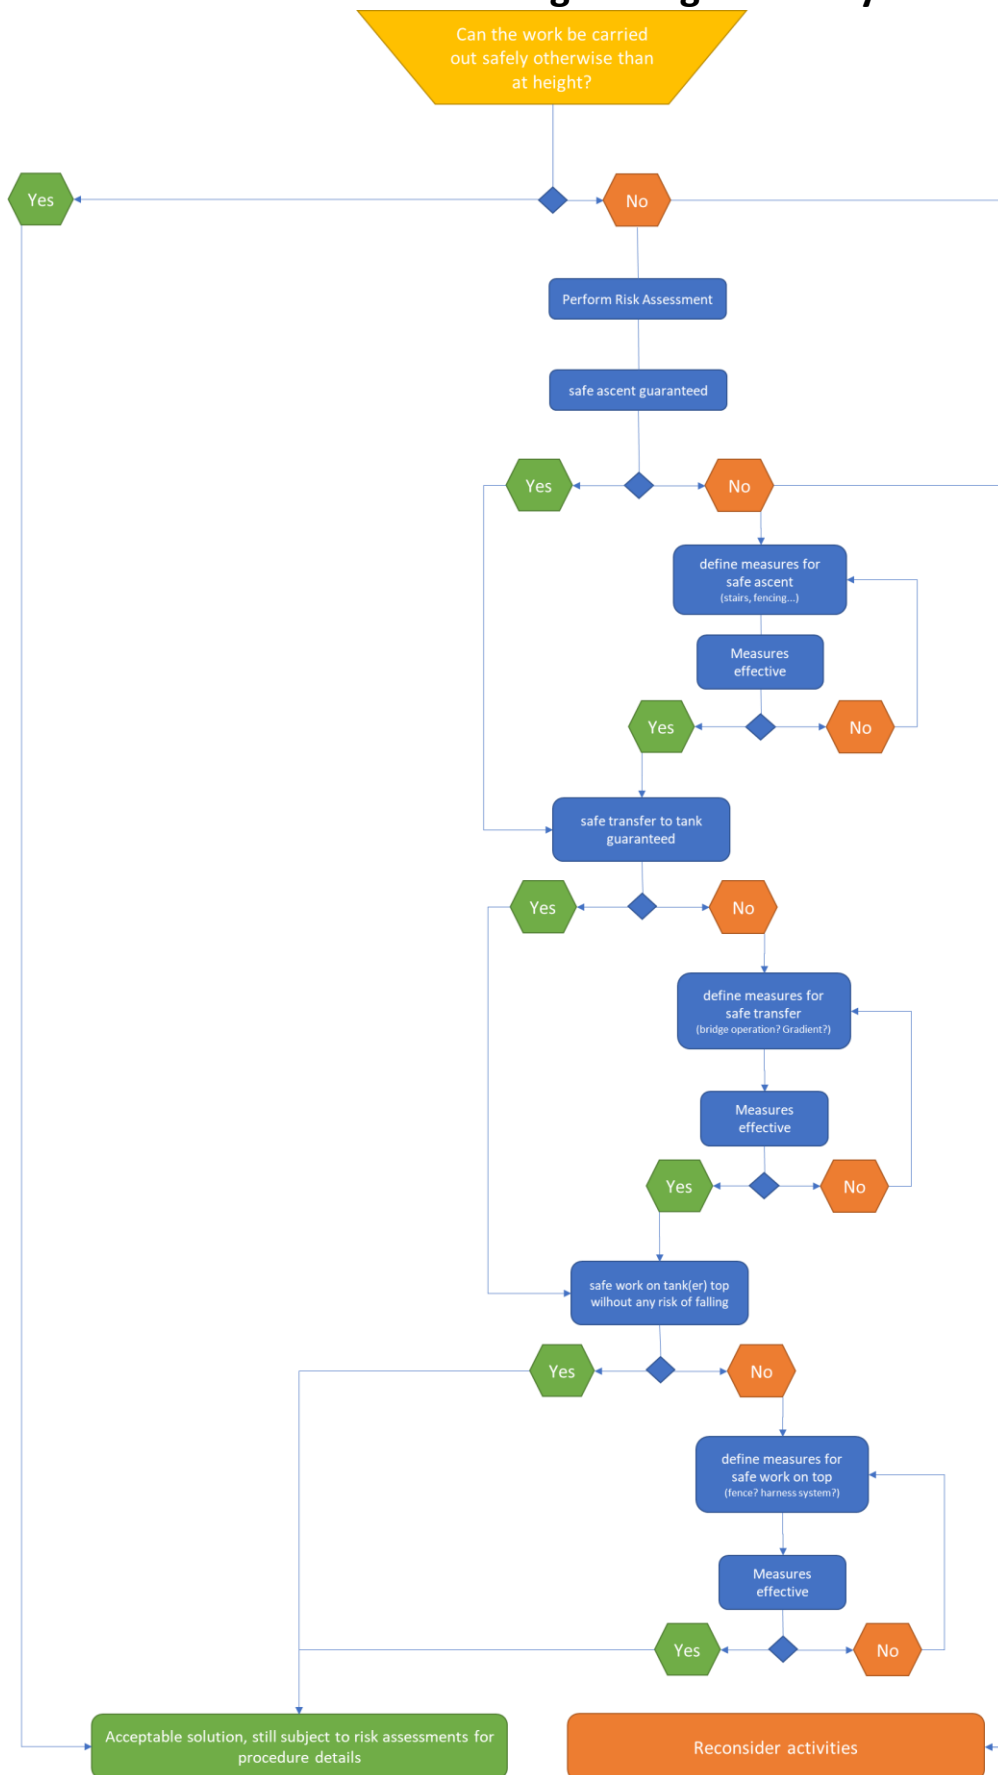 Can the work be carried
out safely otherwise than
at height?
Yes
No
Perform Risk Assessment
safe ascent guaranteed
Yes
No
define measures for
safe ascent
(stairs, fencing...)
Measures
effective
Yes
No
safe transfer to tank
guaranteed
Yes
No
define measures for
safe transfer
(bridge operation? Gradient?)
Measures
effective
Yes
No
safe work on tank(er) top
wilhout any risk of falling
Yes
No
define measures for
safe work on top
(fence? harness system?)
Measures
effective
Yes
No
Acceptable solution, still subject to risk assessments for
procedure details
Reconsider activities